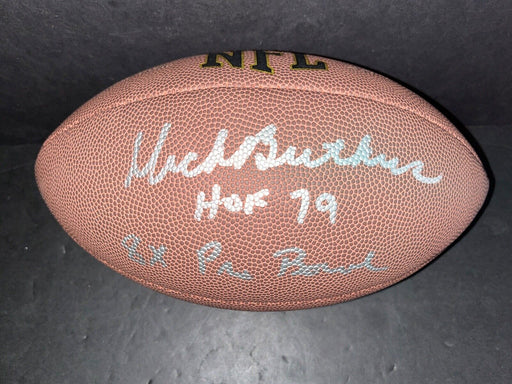 NFL
Dick Butkus
HOF 79
8X Pro Bowl